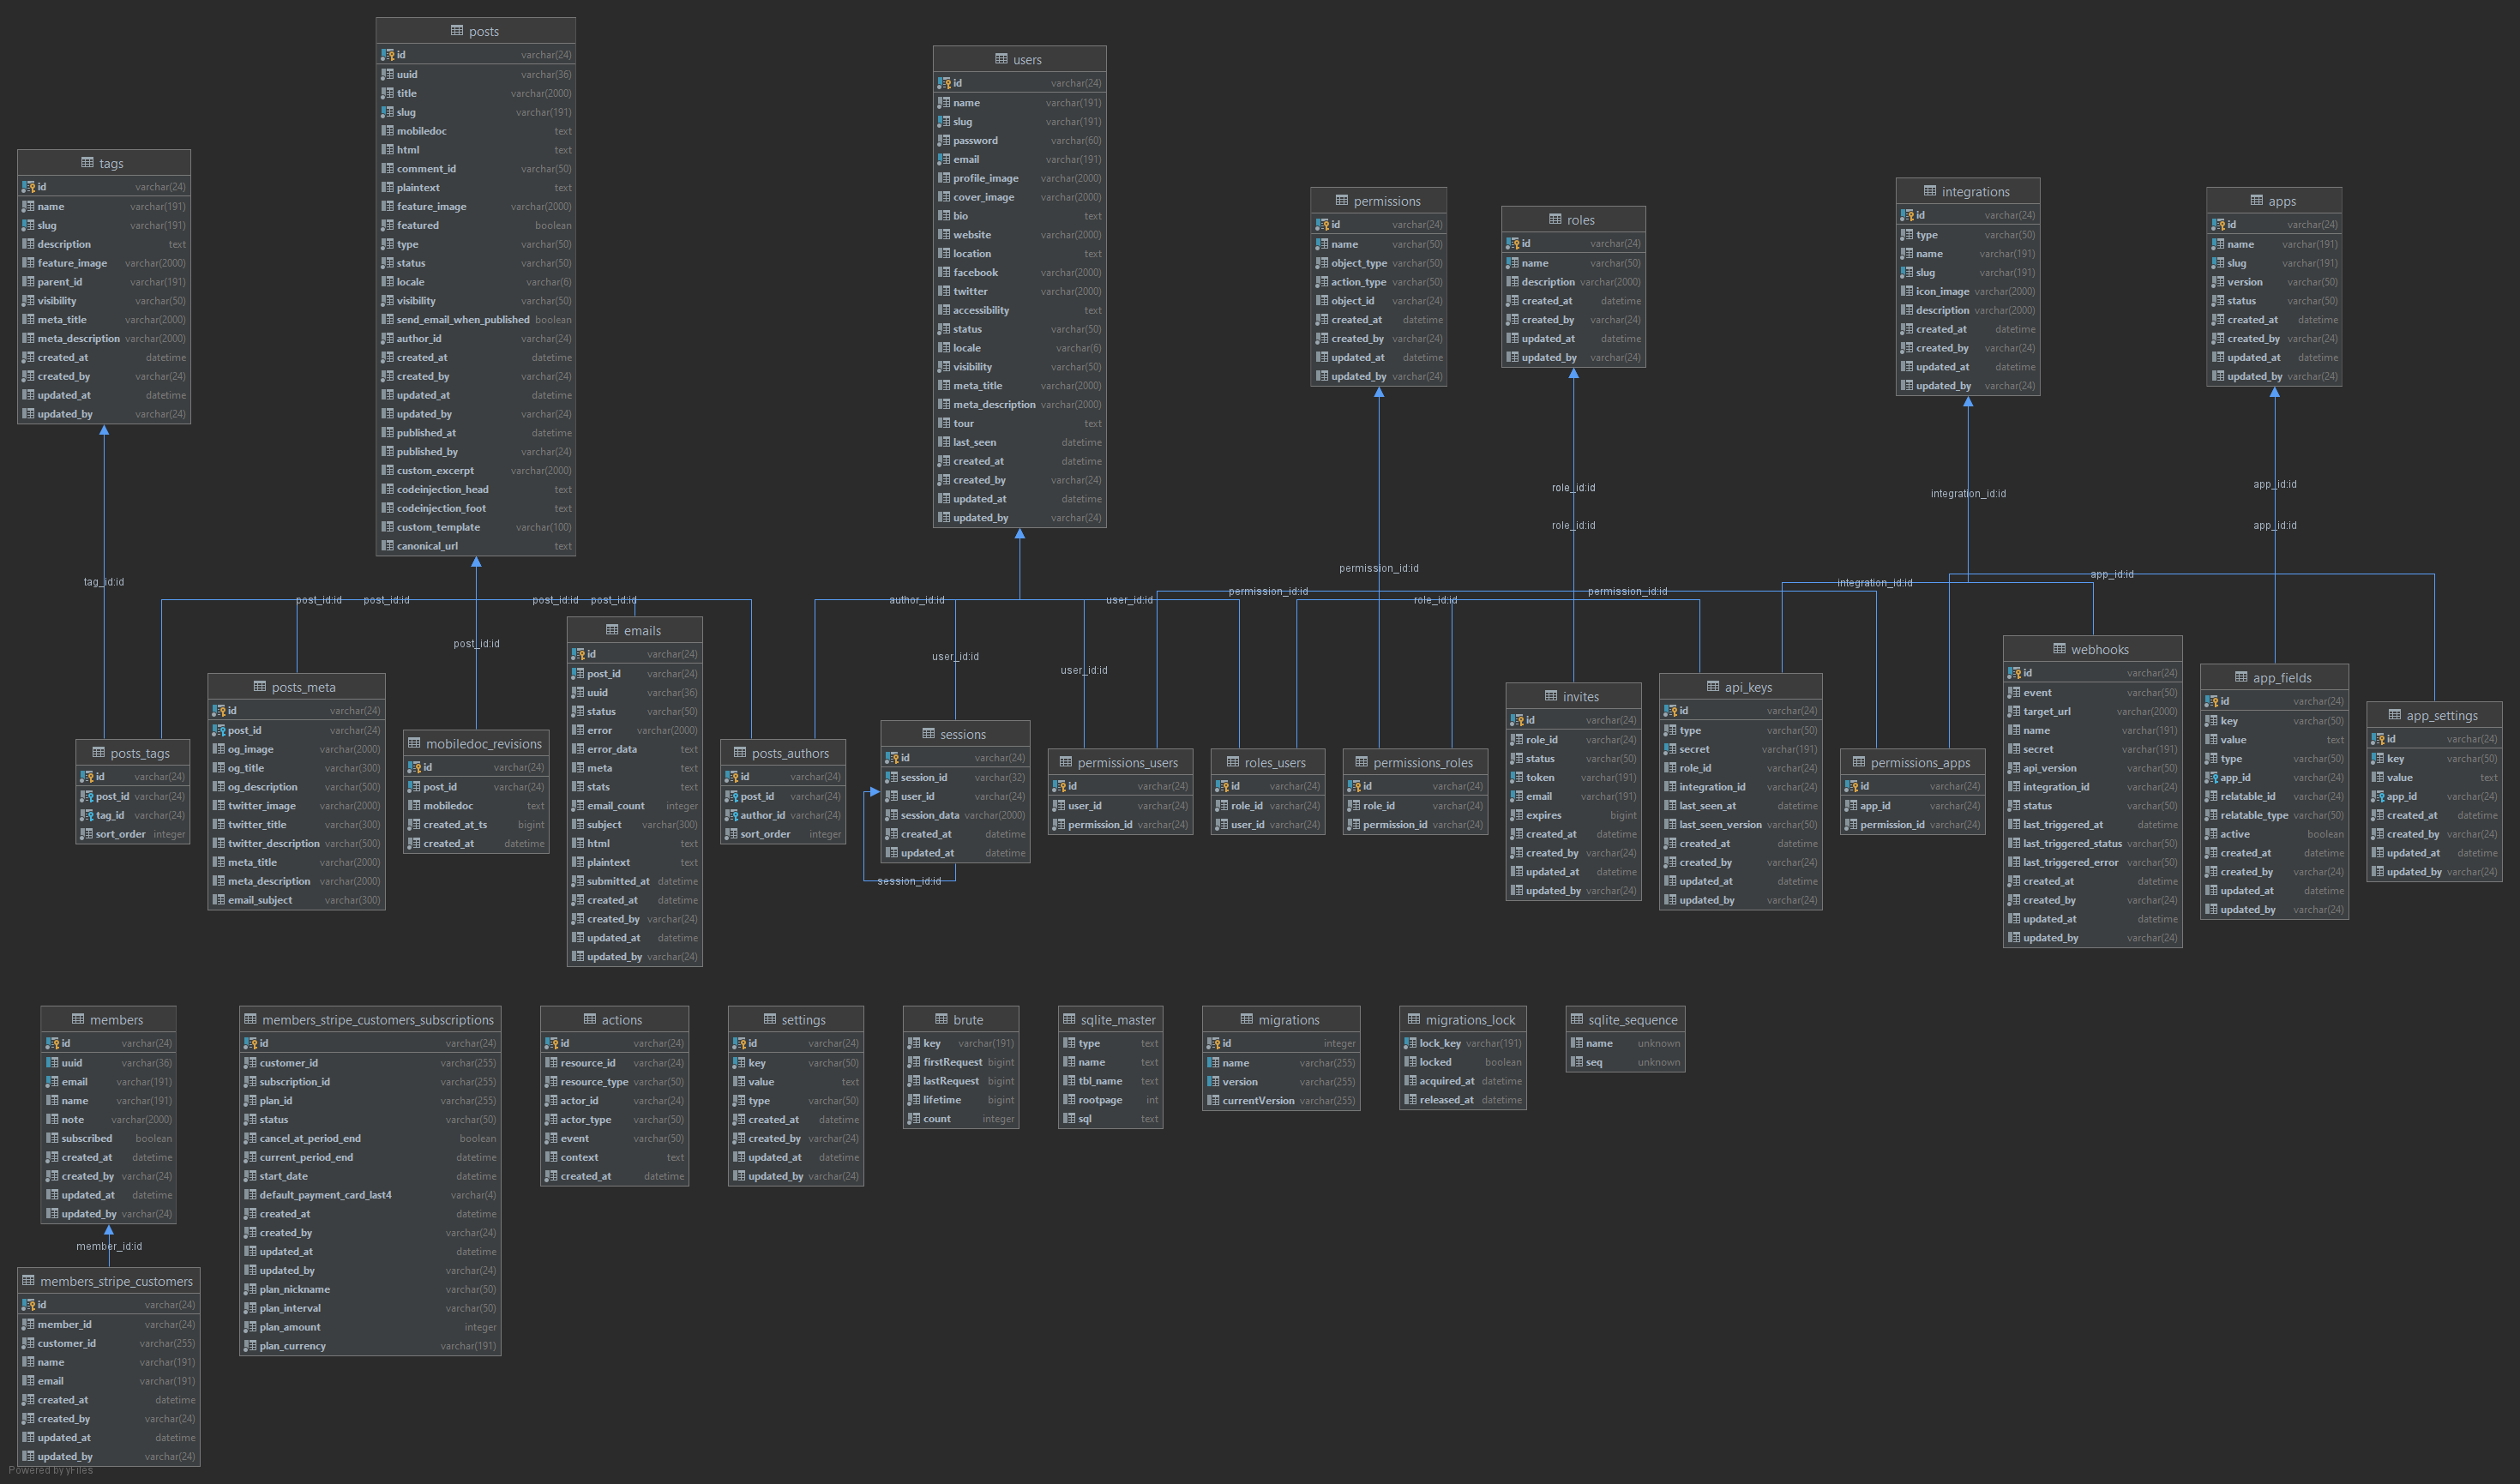 posts
id varchar(24)
uuid varchar(36)
title varchar(2000)
slug varchar(191)
mobiledoc text
html text
comment_id varchar(50)
plaintext text
feature_image varchar(2000)
featured boolean
type varchar(50)
status varchar(50)
locale varchar(6)
visibility varchar(50)
send_email_when_published boolean
author_id varchar(24)
created_at datetime
created_by varchar(24)
updated_at datetime
updated_by varchar(24)
published_at datetime
published_by varchar(24)
custom_excerpt varchar(2000)
codeinjection_head text
codeinjection_foot text
custom_template varchar(100)
canonical_url text
users
id varchar(24)
name varchar(191)
slug varchar(191)
password varchar(60)
email varchar(191)
profile_image varchar(2000)
cover_image varchar(2000)
bio text
website varchar(2000)
location text
facebook varchar(2000)
twitter varchar(2000)
accessibility text
status varchar(50)
locale varchar(6)
visibility varchar(50)
meta_title varchar(2000)
meta_description varchar(2000)
tour text
last_seen datetime
created_at datetime
created_by varchar(24)
updated_at datetime
updated_by varchar(24)
tags
id varchar(24)
name varchar(191)
slug varchar(191)
description text
feature_image varchar(2000)
parent_id varchar(191)
visibility varchar(50)
meta_title varchar(2000)
meta_description varchar(2000)
created_at datetime
created_by varchar(24)
updated_at datetime
updated_by varchar(24)
permissions
id varchar(24)
name varchar(50)
object_type varchar(50)
action_type varchar(50)
object_id varchar(24)
created_at datetime
created_by varchar(24)
updated_at datetime
updated_by varchar(24)
roles
id varchar(24)
name varchar(50)
description varchar(2000)
created_at datetime
created_by varchar(24)
updated_at datetime
updated_by varchar(24)
integrations
id varchar(24)
type varchar(50)
name varchar(191)
slug varchar(191)
icon_image varchar(2000)
description varchar(2000)
created_at datetime
created_by varchar(24)
updated_at datetime
updated_by varchar(24)
apps
id varchar(24)
name varchar(191)
slug varchar(191)
version varchar(50)
status varchar(50)
created_at datetime
created_by varchar(24)
updated_at datetime
updated_by varchar(24)
role_id:id
integration_id:id
app_id:id
role_id:id
app_id:id
tag_id:id
permission_id:id
integration_id:id
app_id:id
post_id:id
post_id:id
post_id:id
post_id:id
author_id:id
user_id:id
permission_id:id
role_id:id
permission_id:id
post_id:id
user_id:id
user_id:id
posts_tags
id varchar(24)
post_id varchar(24)
tag_id varchar(24)
sort_order integer
posts_meta
id varchar(24)
post_id varchar(24)
og_image varchar(2000)
og_title varchar(300)
og_description varchar(500)
twitter_image varchar(2000)
twitter_title varchar(300)
twitter_description varchar(500)
meta_title varchar(2000)
meta_description varchar(2000)
email_subject varchar(300)
mobiledoc_revisions
id varchar(24)
post_id varchar(24)
mobiledoc text
created_at_ts bigint
created_at datetime
emails
id varchar(24)
post_id varchar(24)
uuid varchar(36)
status varchar(50)
error varchar(2000)
error_data text
meta text
stats text
email_count integer
subject varchar(300)
html text
plaintext text
submitted_at datetime
created_at datetime
created_by varchar(24)
updated_at datetime
updated_by varchar(24)
posts_authors
id varchar(24)
post_id varchar(24)
author_id varchar(24)
sort_order integer
sessions
id varchar(24)
session_id varchar(32)
user_id varchar(24)
session_data varchar(2000)
created_at datetime
updated_at datetime
session_id:id
permissions_users
id varchar(24)
user_id varchar(24)
permission_id varchar(24)
roles_users
id varchar(24)
role_id varchar(24)
user_id varchar(24)
permissions_roles
id varchar(24)
role_id varchar(24)
permission_id varchar(24)
invites
id varchar(24)
role_id varchar(24)
status varchar(50)
token varchar(191)
email varchar(191)
expires bigint
created_at datetime
created_by varchar(24)
updated_at datetime
updated_by varchar(24)
api_keys
id varchar(24)
type varchar(50)
secret varchar(191)
role_id varchar(24)
integration_id varchar(24)
last_seen_at datetime
last_seen_version varchar(50)
created_at datetime
created_by varchar(24)
updated_at datetime
updated_by varchar(24)
permissions_apps
id varchar(24)
app_id varchar(24)
permission_id varchar(24)
webhooks
id varchar(24)
event varchar(50)
target_url varchar(2000)
name varchar(191)
secret varchar(191)
api_version varchar(50)
integration_id varchar(24)
status varchar(50)
last_triggered_at datetime
last_triggered_status varchar(50)
last_triggered_error varchar(50)
created_at datetime
created_by varchar(24)
updated_at datetime
updated_by varchar(24)
app_fields
id varchar(24)
key varchar(50)
value text
type varchar(50)
app_id varchar(24)
relatable_id varchar(24)
relatable_type varchar(50)
active boolean
created_at datetime
created_by varchar(24)
updated_at datetime
updated_by varchar(24)
app_settings
id varchar(24)
key varchar(50)
value text
app_id varchar(24)
created_at datetime
created_by varchar(24)
updated_at datetime
updated_by varchar(24)
members
id varchar(24)
uuid varchar(36)
email varchar(191)
name varchar(191)
note varchar(2000)
subscribed boolean
created_at datetime
created_by varchar(24)
updated_at datetime
updated_by varchar(24)
member_id:id
members_stripe_customers
id varchar(24)
member_id varchar(24)
customer_id varchar(255)
name varchar(191)
email varchar(191)
created_at datetime
created_by varchar(24)
updated_at datetime
updated_by varchar(24)
members_stripe_customers_subscriptions
id varchar(24)
customer_id varchar(255)
subscription_id varchar(255)
plan_id varchar(255)
status varchar(50)
cancel_at_period_end boolean
current_period_end datetime
start_date datetime
default_payment_card_last4 varchar(4)
created_at datetime
created_by varchar(24)
updated_at datetime
updated_by varchar(24)
plan_nickname varchar(50)
plan_interval varchar(50)
plan_amount integer
plan_currency varchar(191)
actions
id varchar(24)
resource_id varchar(24)
resource_type varchar(50)
actor_id varchar(24)
actor_type varchar(50)
event varchar(50)
context text
created_at datetime
settings
id varchar(24)
key varchar(50)
value text
type varchar(50)
created_at datetime
created_by varchar(24)
updated_at datetime
updated_by varchar(24)
brute
key varchar(191)
firstRequest bigint
lastRequest bigint
lifetime bigint
count integer
sqlite_master
type text
name text
tbl_name text
rootpage int
sql text
migrations
id integer
name varchar(255)
version varchar(255)
currentVersion varchar(255)
migrations_lock
lock_key varchar(191)
locked boolean
acquired_at datetime
released_at datetime
sqlite_sequence
name unknown
seq unknown
Powered by yFiles